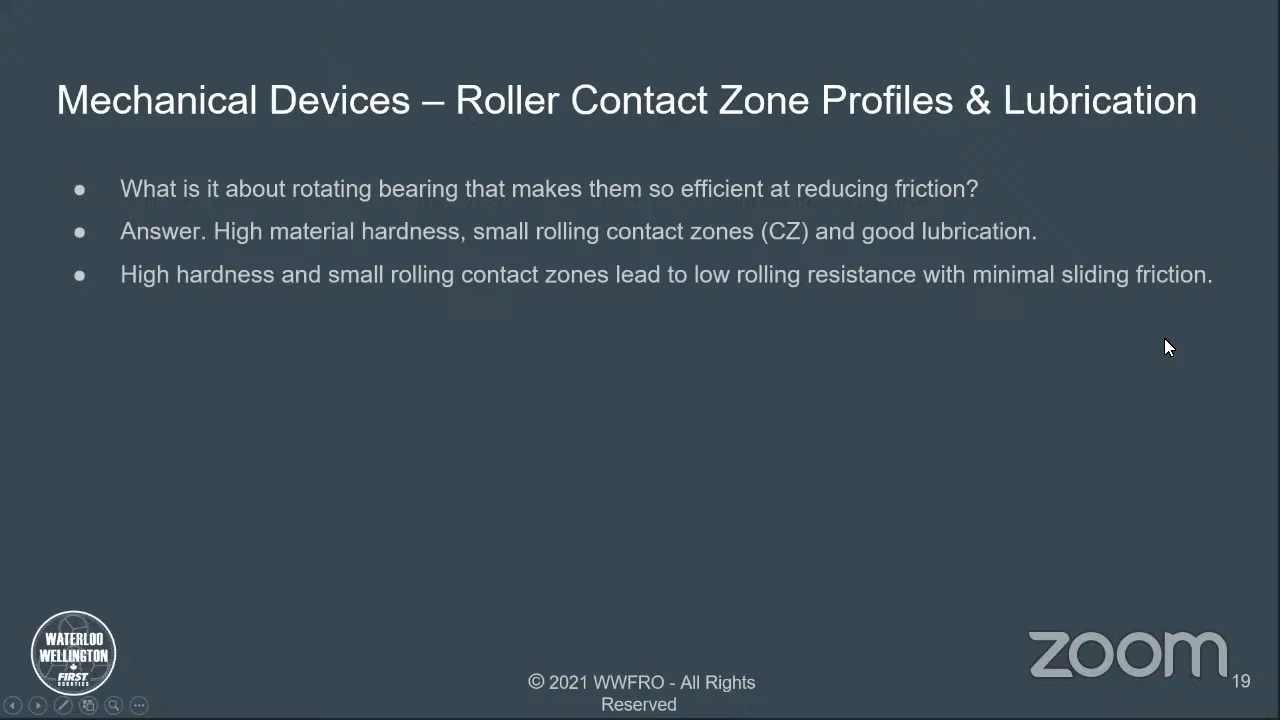 Mechanical Devices – Roller Contact Zone Profiles & Lubrication
● What is it about rotating bearing that makes them so efficient at reducing friction?
● Answer. High material hardness, small rolling contact zones (CZ) and good lubrication.
● High hardness and small rolling contact zones lead to low rolling resistance with minimal sliding friction.
WATERLOO
WELLINGTON
FIRST
ROBOTICS
© 2021 WWFRO - All Rights
Reserved
zoom
19